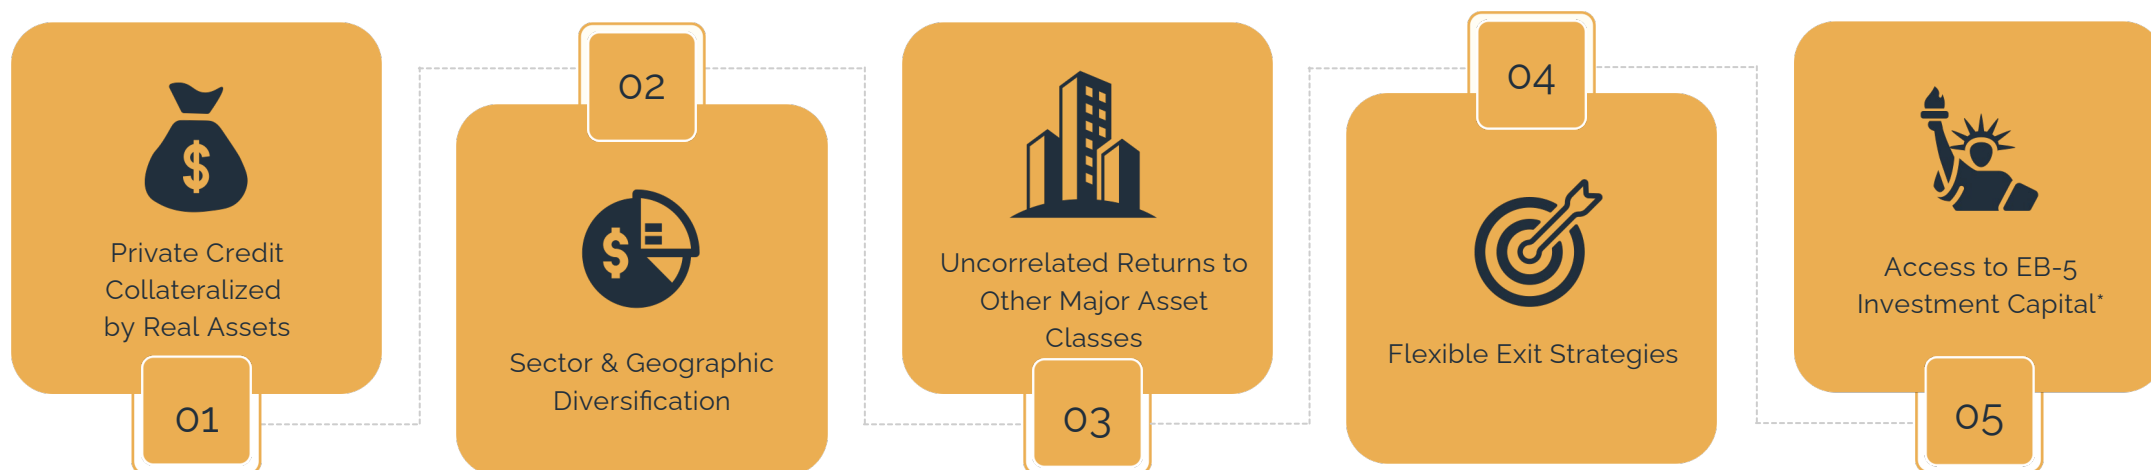 Private Credit
Collateralized
by Real Assets
01
02
Sector & Geographic
Diversification
Uncorrelated Returns to
Other Major Asset
Classes
03
04
Flexible Exit Strategies
Access to EB-5
Investment Capital*
05